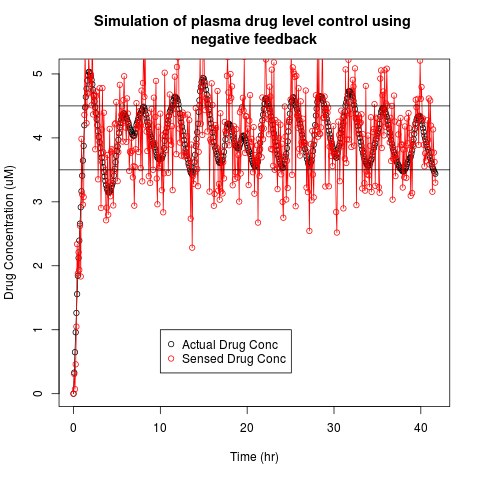 Simulation of plasma drug level control using
negative feedback
Drug Concentration (uM)
5
4
3
2
1
0
Actual Drug Conc
Sensed Drug Conc
0 10 20 30 40
Time (hr)